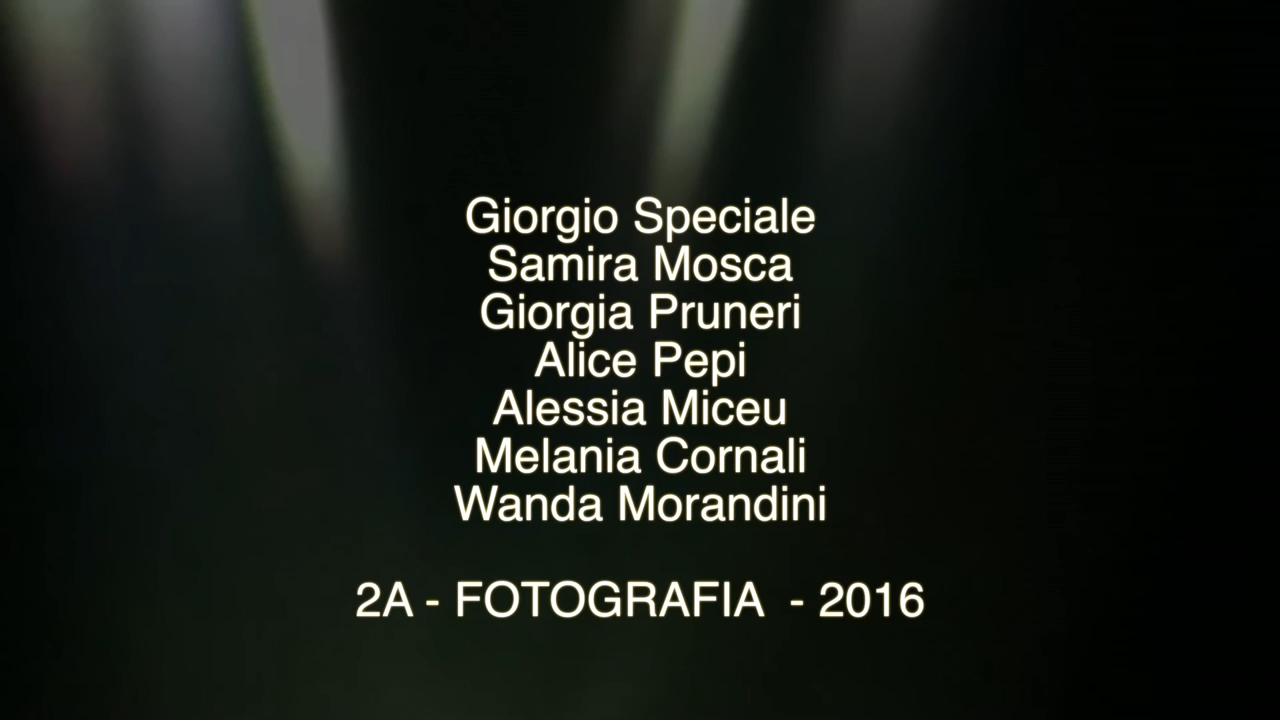 Giorgio Speciale
Samira Mosca
Giorgia Pruneri
Alice Pepi
Alessia Miceu
Melania Cornali
Wanda Morandini
2A - FOTOGRAFIA - 2016